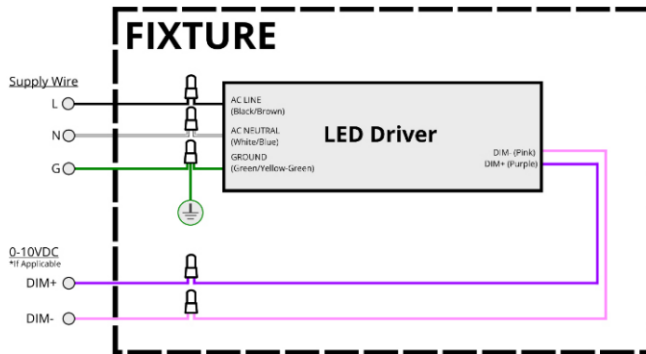 FIXTURE
Supply Wire
L
N
G
AC LINE
(Black/Brown)
AC NEUTRAL
(White/Blue)
GROUND
(Green/Yellow-Green)
LED Driver
DIM- (Pink)
DIM+ (Purple)
0-10VDC
*If Applicable
DIM+
DIM-